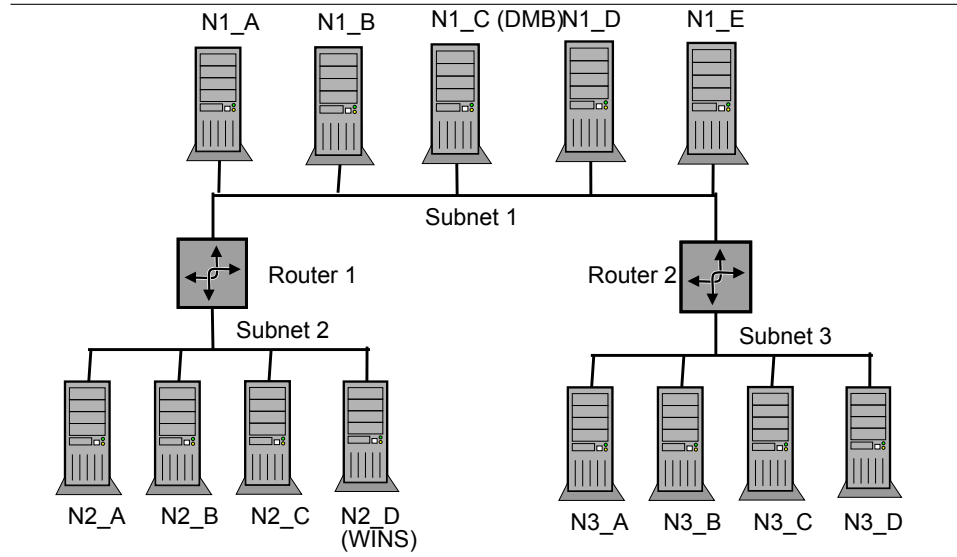 N1_A
N1_B
N1_C (DMB)
N1_D
N1_E
Subnet 1
Router 1
Router 2
Subnet 2
Subnet 3
N2_A
N2_B
N2_C
N2_D
(WINS)
N3_A
N3_B
N3_C
N3_D